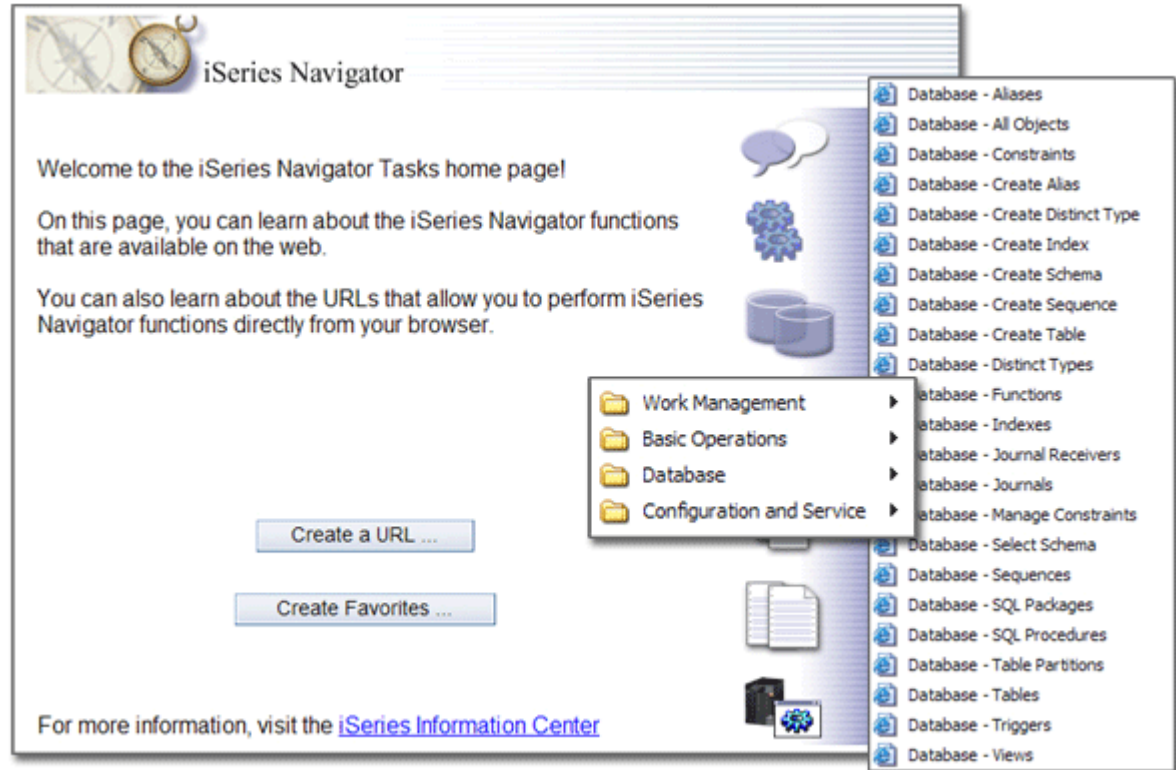 iSeries Navigator
Welcome to the iSeries Navigator Tasks home page!
On this page, you can learn about the iSeries Navigator functions
that are available on the web.
You can also learn about the URLs that allow you to perform iSeries
Navigator functions directly from your browser.
Create a URL ...
Create Favorites ...
For more information, visit the iSeries Information Center
Work Management
Basic Operations
Database
Configuration and Service
Database - Aliases
Database - All Objects
Database - Constraints
Database - Create Alias
Database - Create Distinct Type
Database - Create Index
Database - Create Schema
Database - Create Sequence
Database - Create Table
Database - Distinct Types
atabase - Functions
atabase - Indexes
atabase - Journal Receivers
atabase - Journals
atabase - Manage Constraints
Database - Select Schema
Database - Sequences
Database - SQL Packages
Database - SQL Procedures
Database - Table Partitions
Database - Tables
Database - Triggers
Database - Views